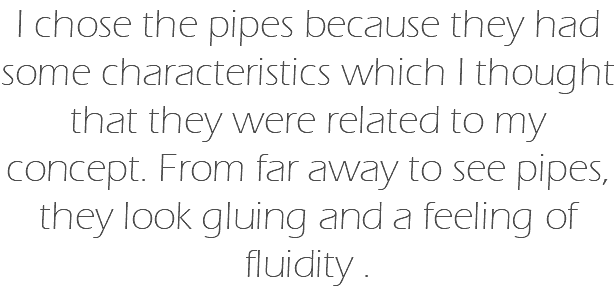 I chose the pipes because they had
some characteristics which I thought
that they were related to my
concept. From far away to see pipes,
they look gluing and a feeling of
fluidity .